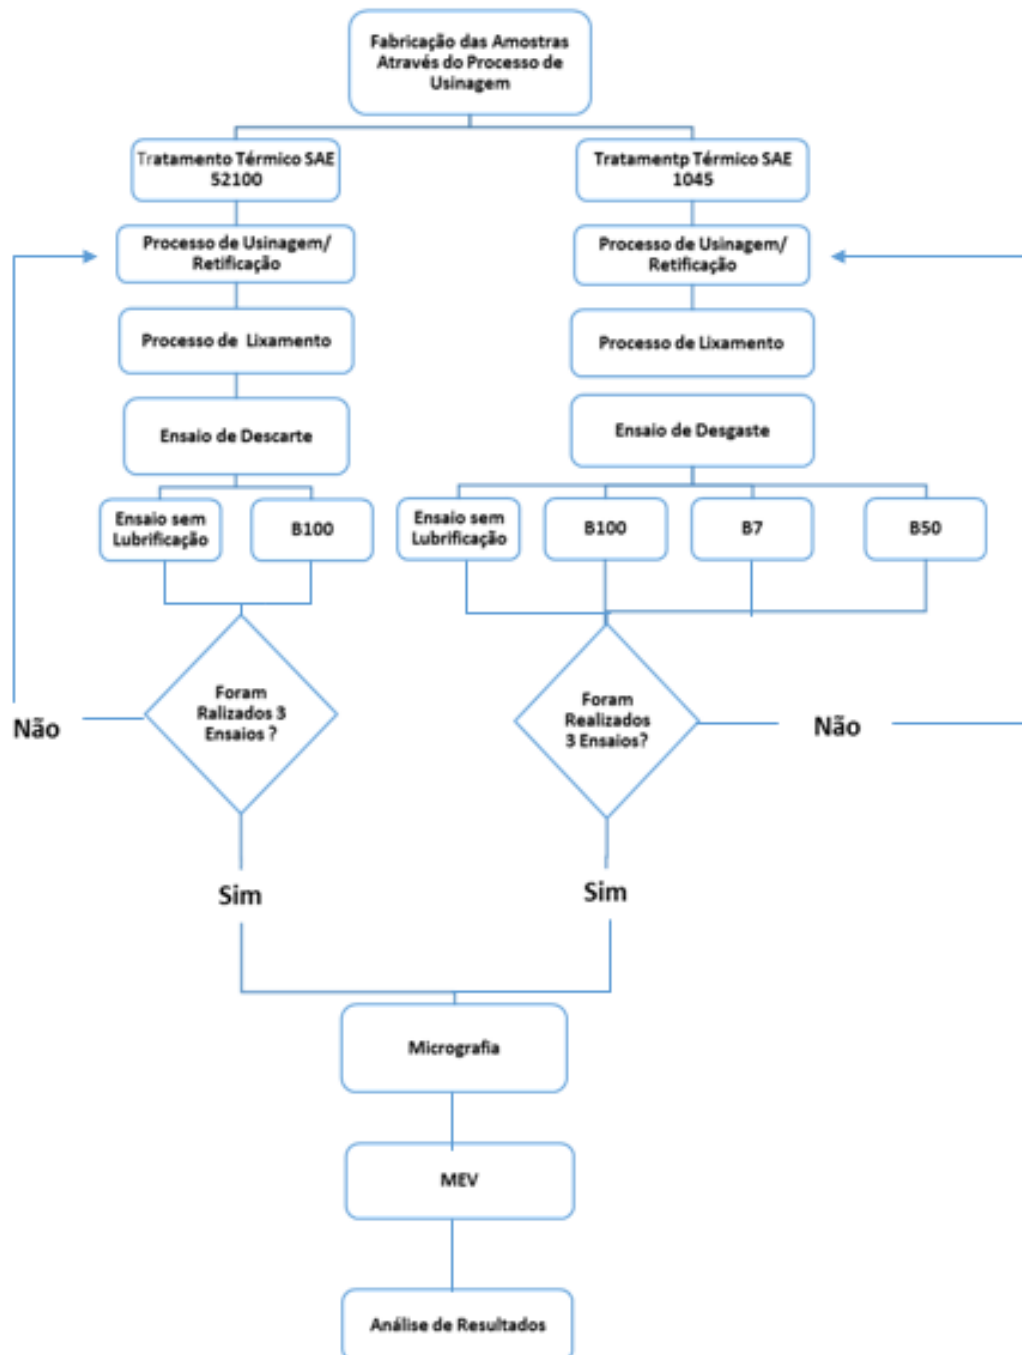 Fabricação das Amostras
Através do Processo de
Usinagem
Tratamento Térmico SAE
52100
Tratamentp Térmico SAE
1045
Processo de Usinagem/
Retificação
Processo de Usinagem/
Retificação
Processo de Lixamento
Processo de Lixamento
Ensaio de Descarte
Ensaio de Desgaste
Ensaio sem
Lubrificação
B100
Ensaio sem
Lubrificação
B100
B7
B50
Foram
Ralizados 3
Ensaios ?
Não
Foram
Realizados
3 Ensaios?
Não
Sim
Sim
Micrografia
MEV
Análise de Resultados